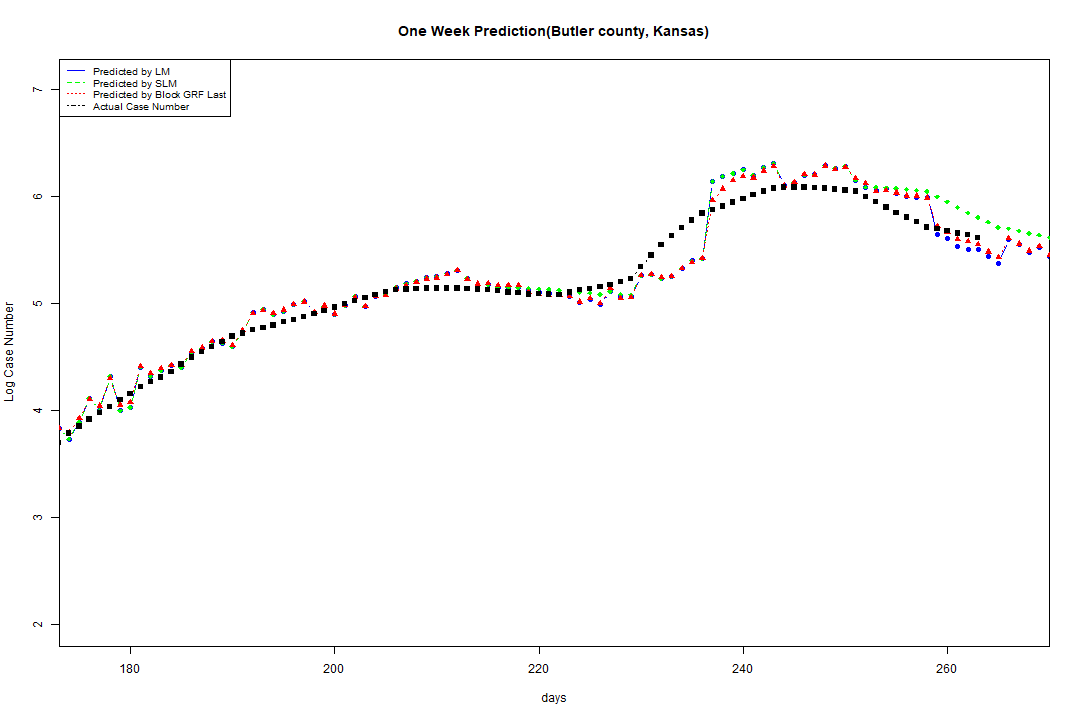 One Week Prediction(Butler county, Kansas)
Predicted by LM
Predicted by SLM
Predicted by Block GRF Last
Actual Case Number
7
6
5
4
3
2
Log Case Number
180 200 220 240 260
days